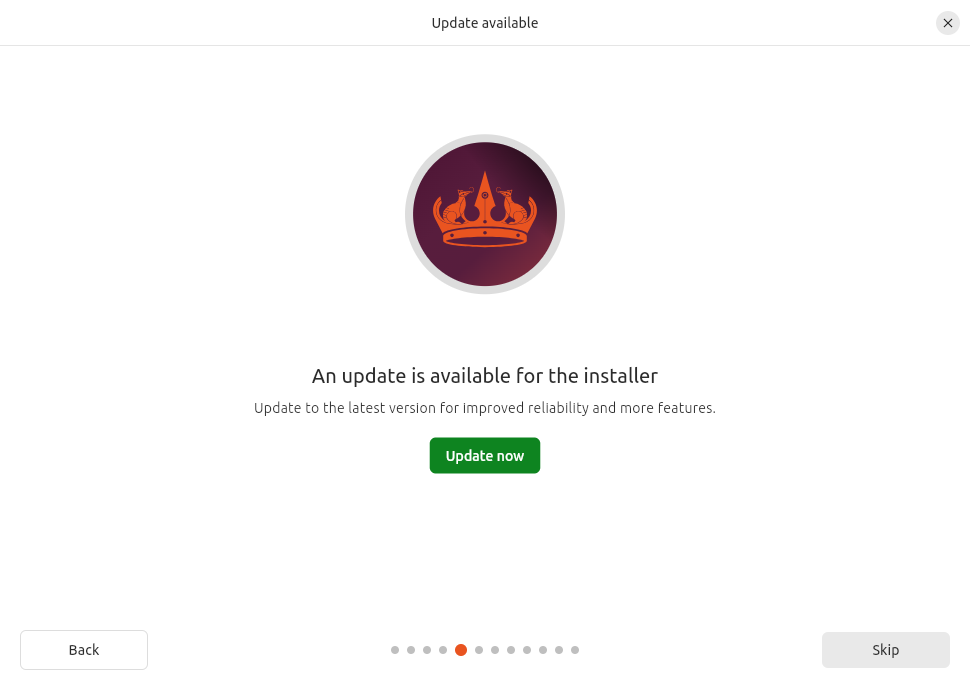 Update available
An update is available for the installer
Update to the latest version for improved reliability and more features.
Update now
Back
Skip